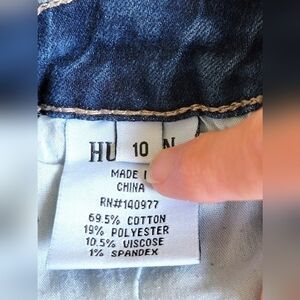 HU 10 N
MADE I
CHINA
RN#140977
69.5% COTTON
19% POLYESTER
10.5% VISCOSE
1% SPANDEX